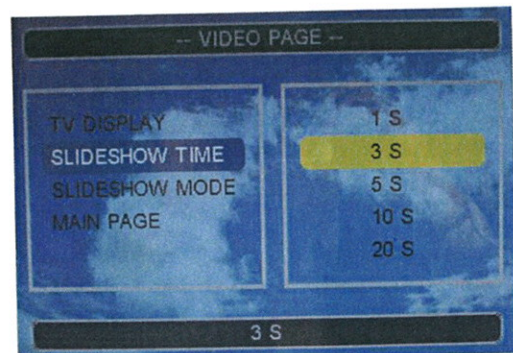 -- VIDEO PAGE --
TV DISPLAY
SLIDESHOW TIME
SLIDESHOW MODE
MAIN PAGE
1 S
3 S
5 S
10 S
20 S
3 S